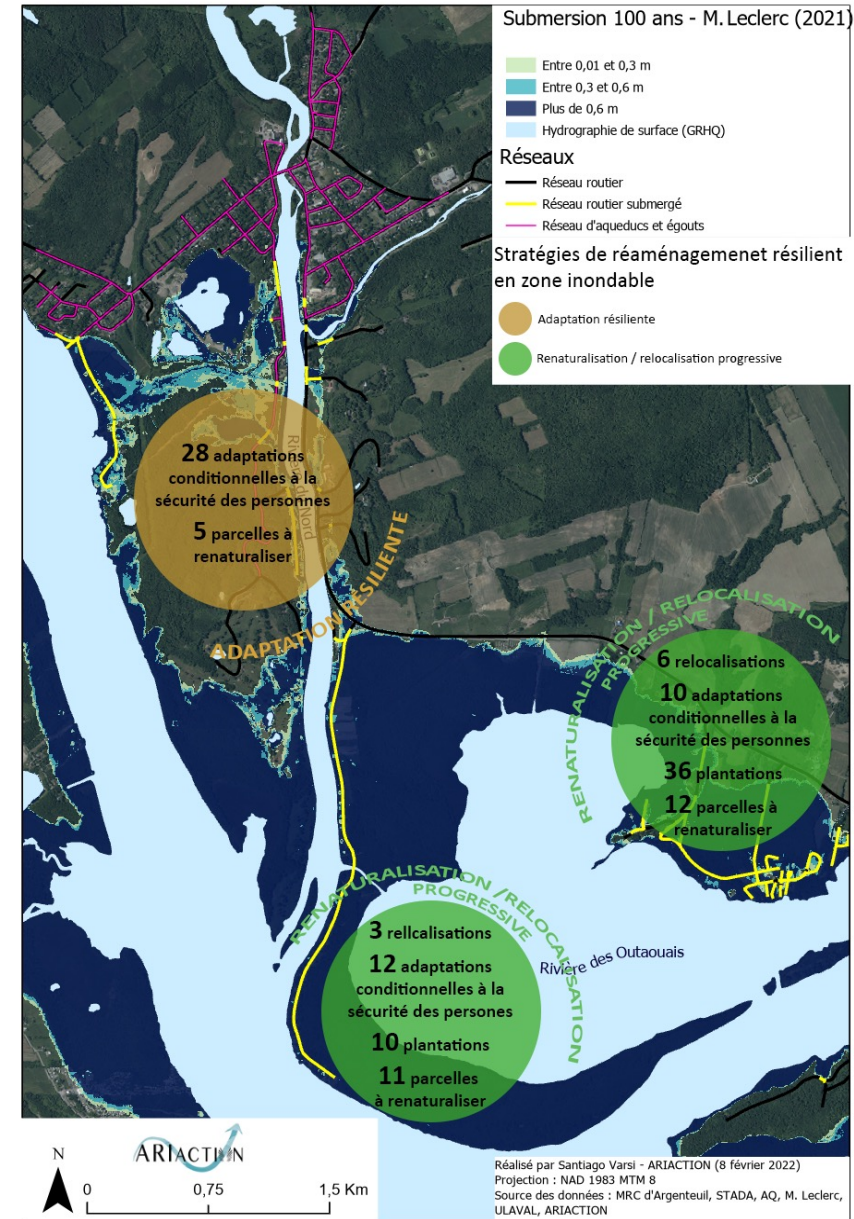 Submersion 100 ans - M. Leclerc (2021)
Entre 0,01 et 0,3 m
Entre 0,3 et 0,6 m
Plus de 0,6 m
Hydrographie de surface (GRHQ)
Réseaux
Réseau routier
Réseau routier submergé
Réseau d'aqueducs et égouts
Stratégies de réaménagemenet résilient
en zone inondable
Adaptation résiliente
Renaturalisation / relocalisation progressive
28 adaptations
conditionnelles à la
sécurité des personnes
5 parcelles à
renaturaliser
Rivière du Nord
ADAPTATION RÉSILIENTE
RENATURALISATION / RELOCALISATION
PROGRESSIVE
6 relocalisations
10 adaptations
conditionnelles à la
sécurité des personnes
36 plantations
12 parcelles à
renaturaliser
RENATURALISATION /RELOCALISATION
PROGRESSIVE
3 rellcalisations
12 adaptations
conditionnelles à la
sécurité des persones
10 plantations
11 parcelles
à renaturaliser
Rivière des Outaouais
ARIACTION
N
0 0,75 1,5 Km
Réalisé par Santiago Varsi - ARIACTION (8 février 2022)
Projection : NAD 1983 MTM 8
Source des données : MRC d'Argenteuil, STADA, AQ, M. Leclerc,
ULAVAL, ARIACTION